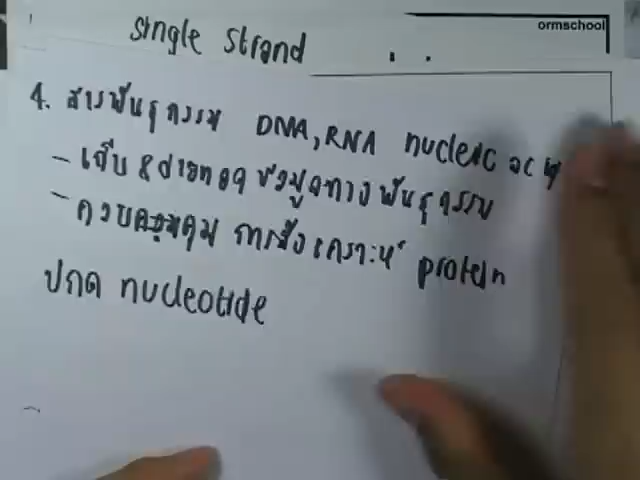 single strand
ormschool
4. สารพันธุกรรม DNA, RNA nucleic ac
- เก็บ & ถ่ายทอด ข้อมูลทางพันธุกรรม
- ควบคุม การสังเคราะห์ protein
ปกต nucleotide